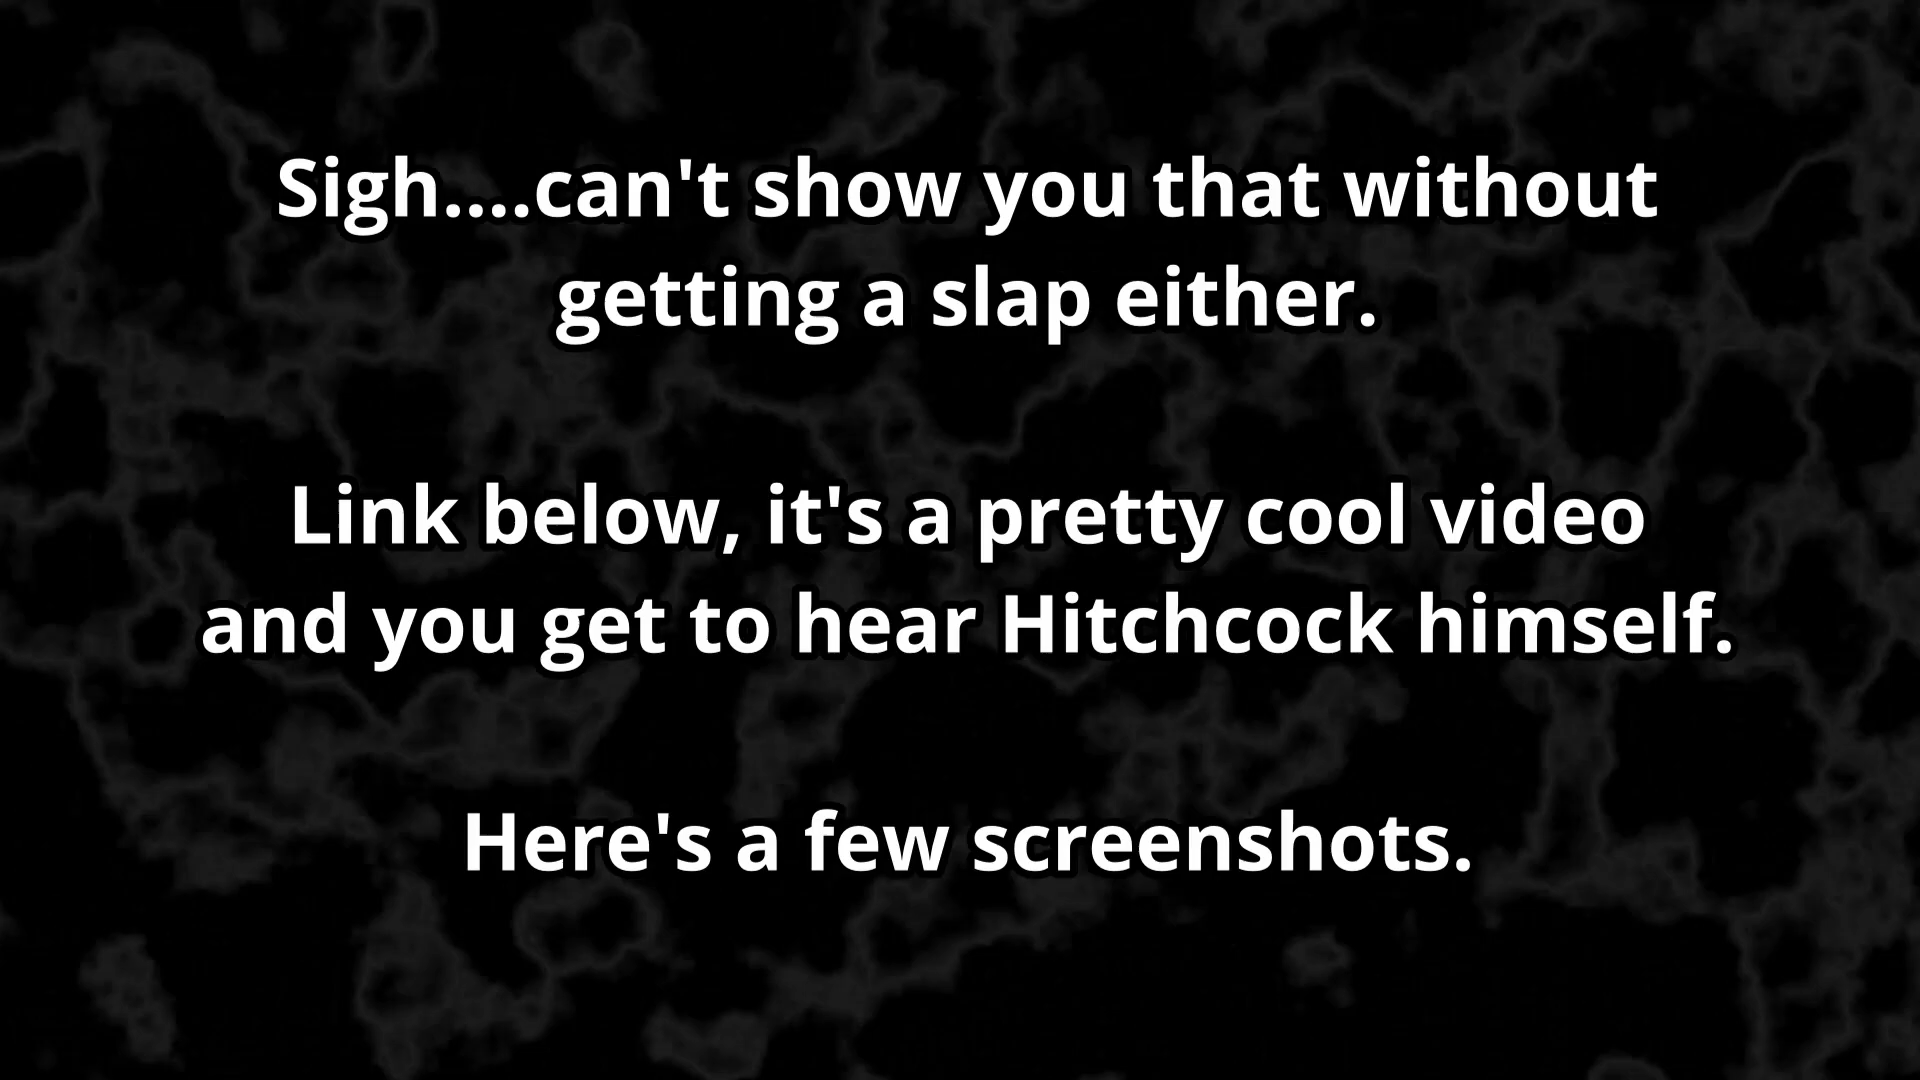 Sigh....can't show you that without
getting a slap either.
Link below, it's a pretty cool video
and you get to hear Hitchcock himself.
Here's a few screenshots.